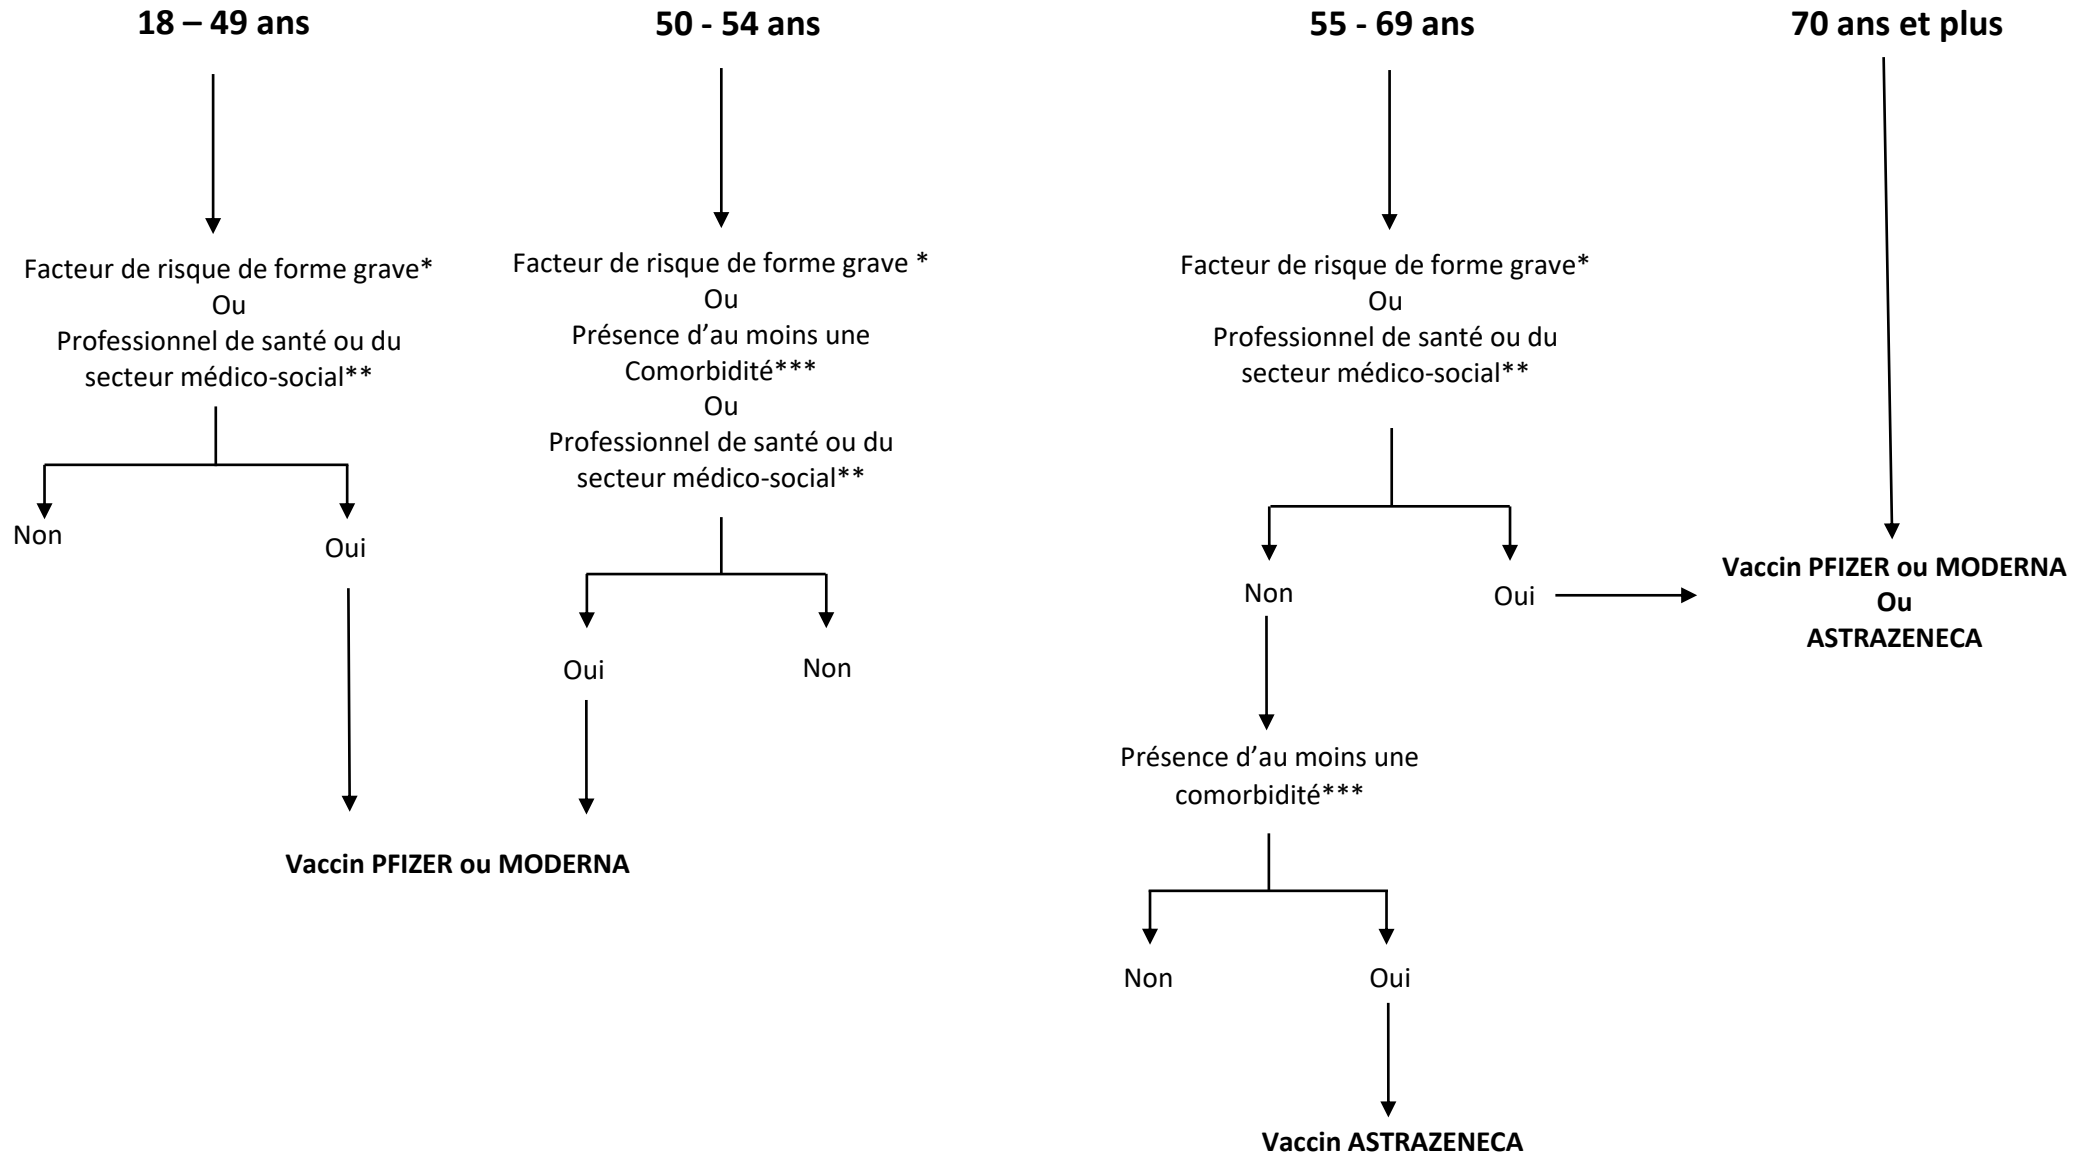 18 – 49 ans
Facteur de risque de forme grave*
Ou
Professionnel de santé ou du
secteur médico-social**
Non
Oui
50 - 54 ans
Facteur de risque de forme grave *
Ou
Présence d’au moins une
Comorbidité***
Ou
Professionnel de santé ou du
secteur médico-social**
Oui
Non
Vaccin PFIZER ou MODERNA
55 - 69 ans
Facteur de risque de forme grave*
Ou
Professionnel de santé ou du
secteur médico-social**
Non
Oui
Présence d’au moins une
comorbidité***
Non
Oui
Vaccin ASTRAZENECA
70 ans et plus
Vaccin PFIZER ou MODERNA
Ou
ASTRAZENECA